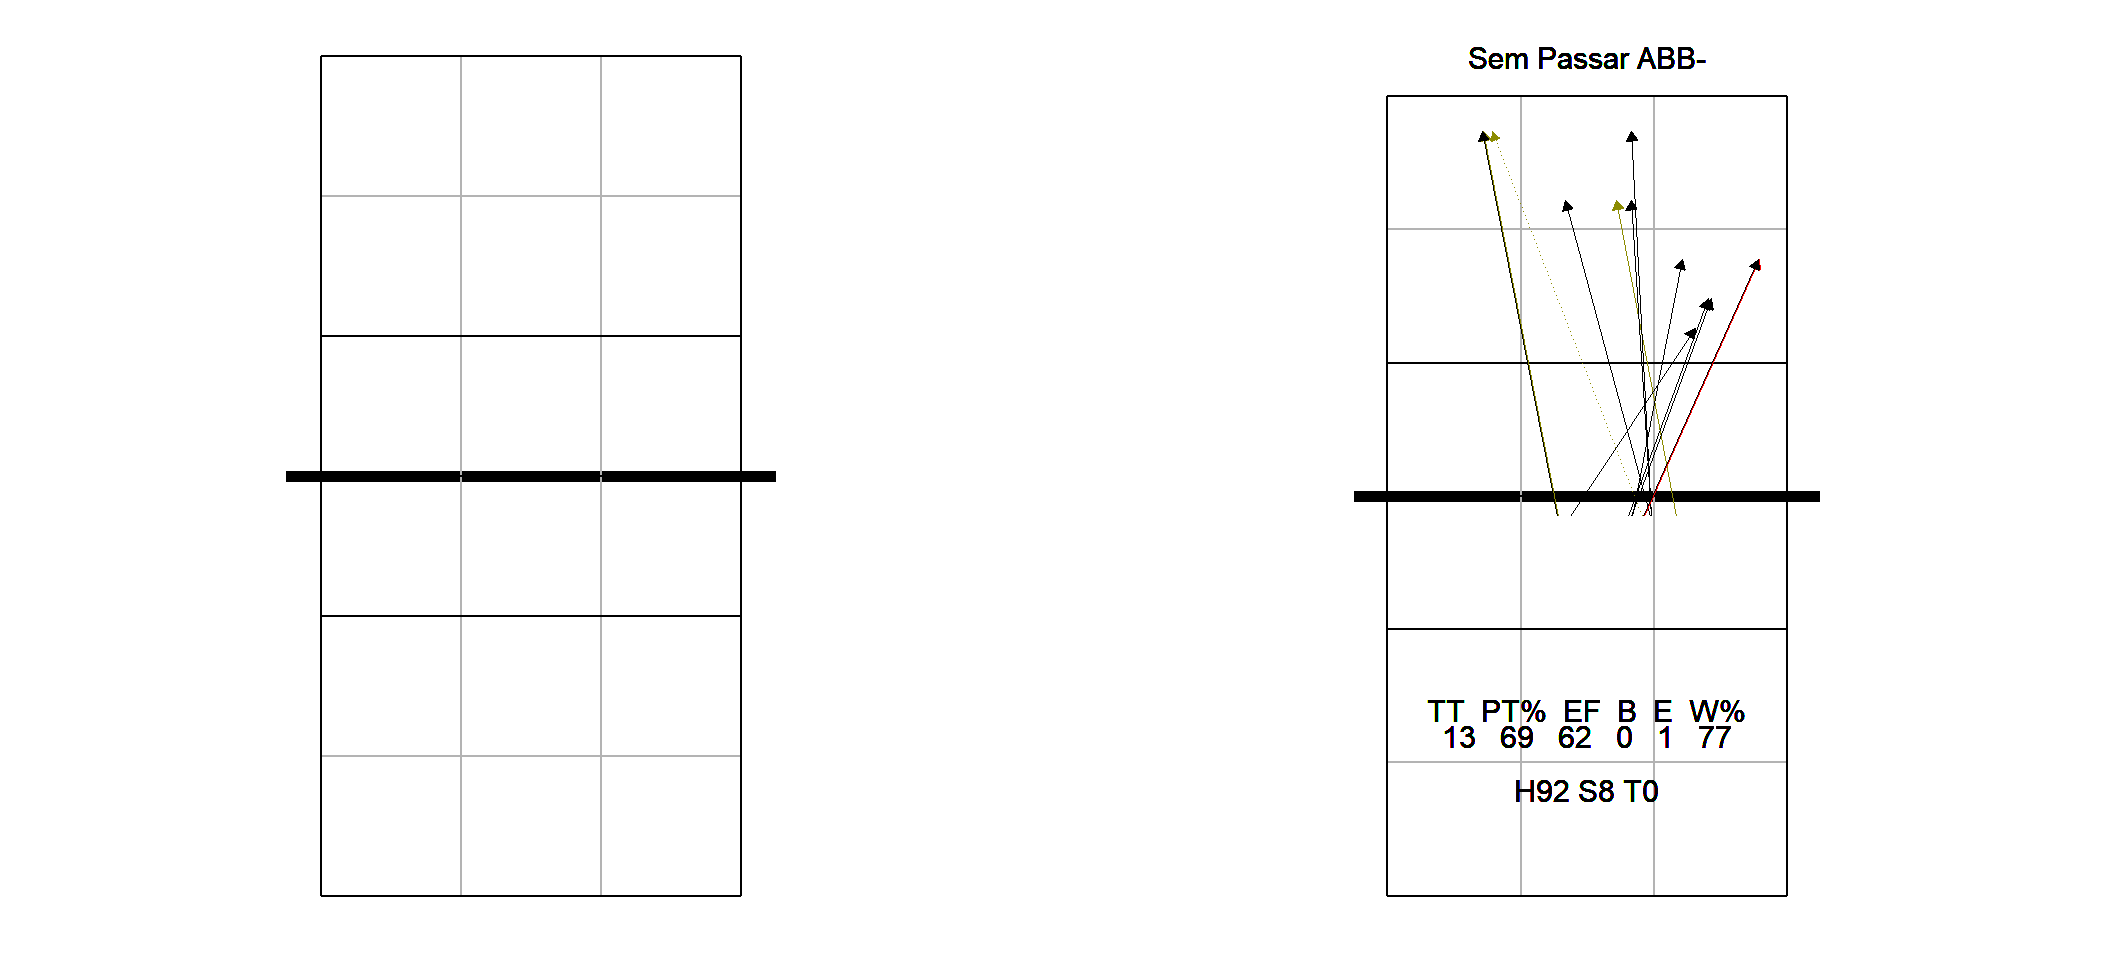 Sem Passar ABB-
TT PT% EF B E W%
13 69 62 0 1 77
H92 S8 T0